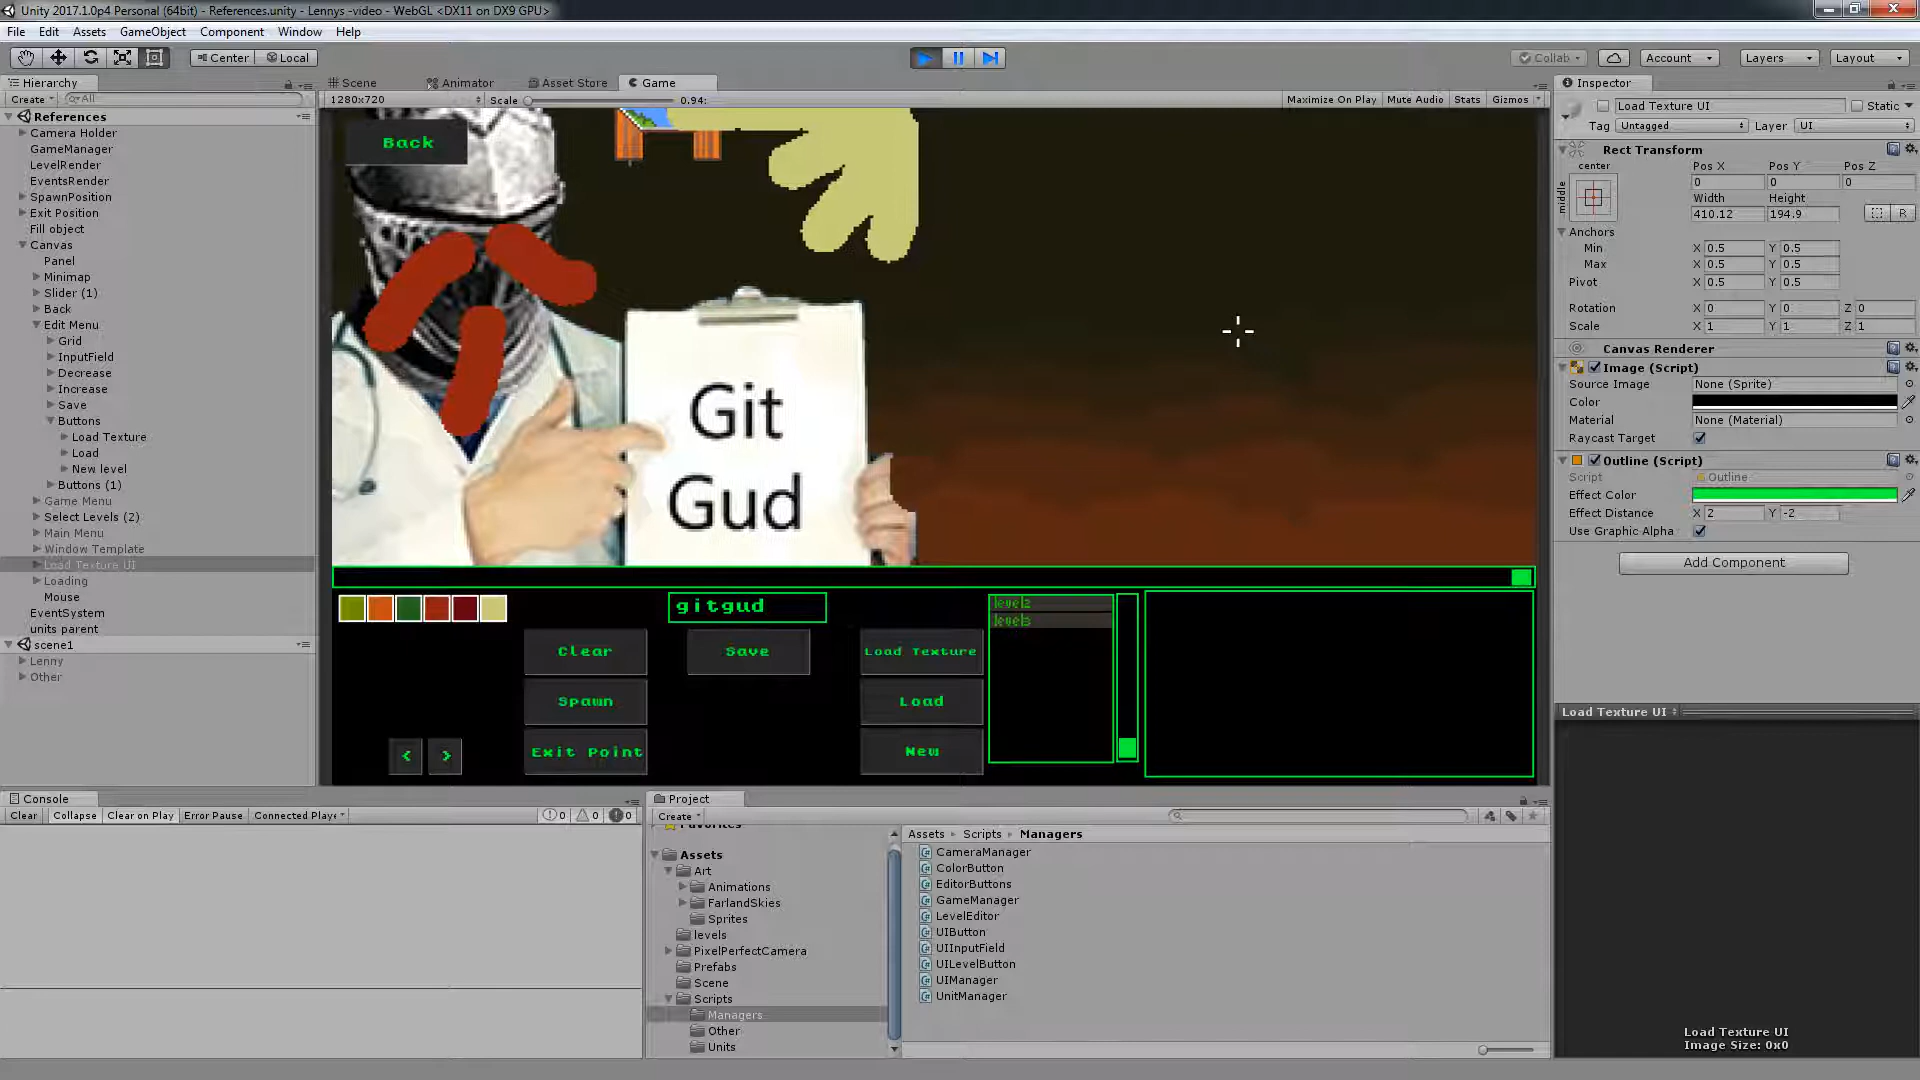 Unity 2017.1.0p4 Personal (64bit) - References.unity - Lennys -video - WebGL <DX11 on DX9 GPU>
File Edit Assets GameObject Component Window Help
Center Local Collab Account Layers Layout
Hierarchy Scene Animator Asset Store Game Inspector
Create All 1280x720 Scale 0.94: Maximize On Play Mute Audio Stats Gizmos
References
Camera Holder
GameManager
LevelRender
EventsRender
SpawnPosition
Exit Position
Fill object
Canvas
Panel
Minimap
Slider (1)
Back
Edit Menu
Grid
InputField
Decrease
Increase
Save
Buttons
Load Texture
Load
New level
Buttons (1)
Game Menu
Select Levels (2)
Main Menu
Window Template
Load Texture UI
Loading
Mouse
EventSystem
units parent
scene1
Lenny
Other
Back
Git
Gud
gitgud
level2
level3
Clear Save Load Texture
Spawn Load
< > Exit Point New
Load Texture UI Static
Tag Untagged Layer UI
Rect Transform
center Pos X Pos Y Pos Z
middle 0 0 0
Width Height
410.12 194.9 R
Anchors
Min X 0.5 Y 0.5
Max X 0.5 Y 0.5
Pivot X 0.5 Y 0.5
Rotation X 0 Y 0 Z 0
Scale X 1 Y 1 Z 1
Canvas Renderer
Image (Script)
Source Image None (Sprite)
Color
Material None (Material)
Raycast Target
Outline (Script)
Script Outline
Effect Color
Effect Distance X 2 Y -2
Use Graphic Alpha
Add Component
Load Texture UI
Load Texture UI
Image Size: 0x0
Console
Clear Collapse Clear on Play Error Pause Connected Playe 0 0 0
Project
Create
Favorites
Assets
Art
Animations
FarlandSkies
Sprites
levels
PixelPerfectCamera
Prefabs
Scene
Scripts
Managers
Other
Units
Assets Scripts Managers
CameraManager
ColorButton
EditorButtons
GameManager
LevelEditor
UIButton
UIInputField
UILevelButton
UIManager
UnitManager